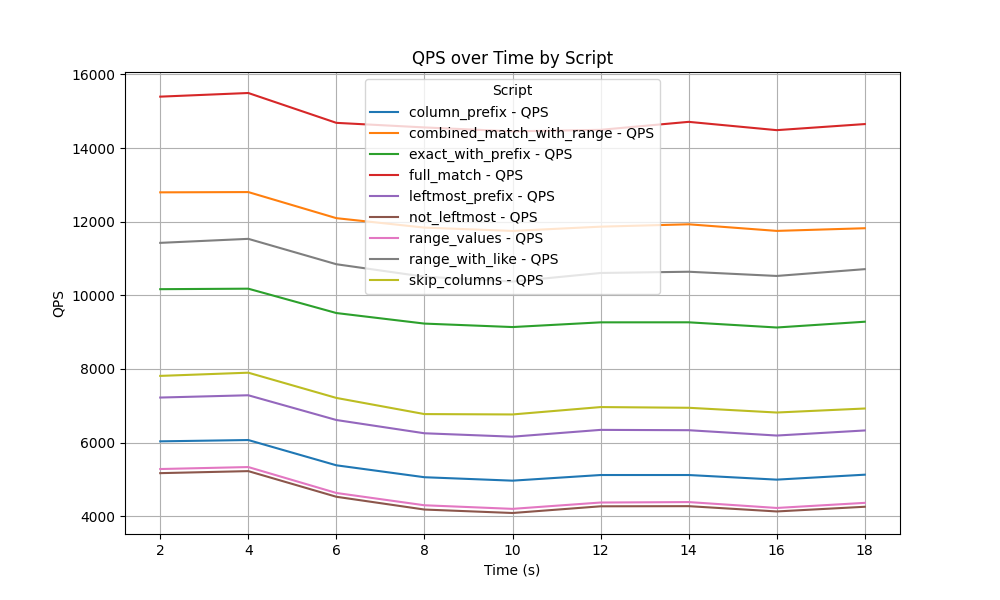 QPS over Time by Script
QPS
16000
14000
12000
10000
8000
6000
4000
Script
column_prefix - QPS
combined_match_with_range - QPS
exact_with_prefix - QPS
full_match - QPS
leftmost_prefix - QPS
not_leftmost - QPS
range_values - QPS
range_with_like - QPS
skip_columns - QPS
2 4 6 8 10 12 14 16 18
Time (s)